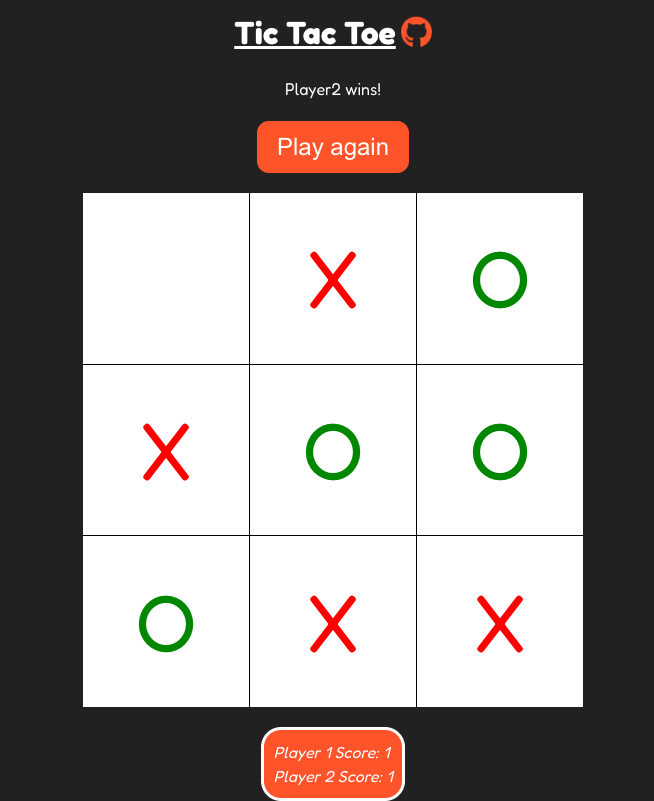 Tic Tac Toe
Player2 wins!
Play again
X O
X O O
O X X
Player 1 Score: 1
Player 2 Score: 1